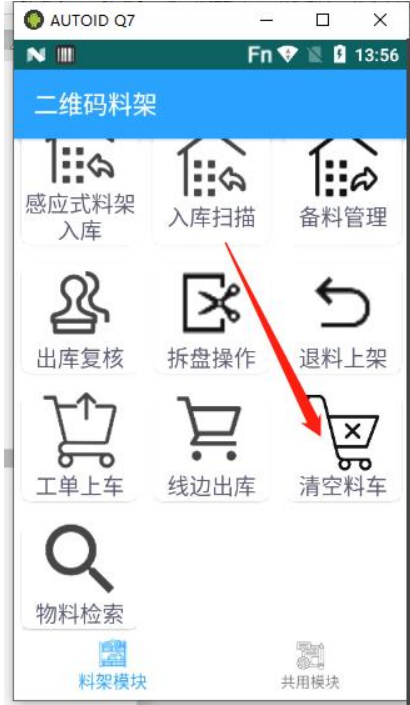 AUTOID Q7
Fn 13:56
二维码料架
感应式料架
入库
入库扫描
备料管理
出库复核
拆盘操作
退料上架
工单上车
线边出库
清空料车
物料检索
料架模块
共用模块